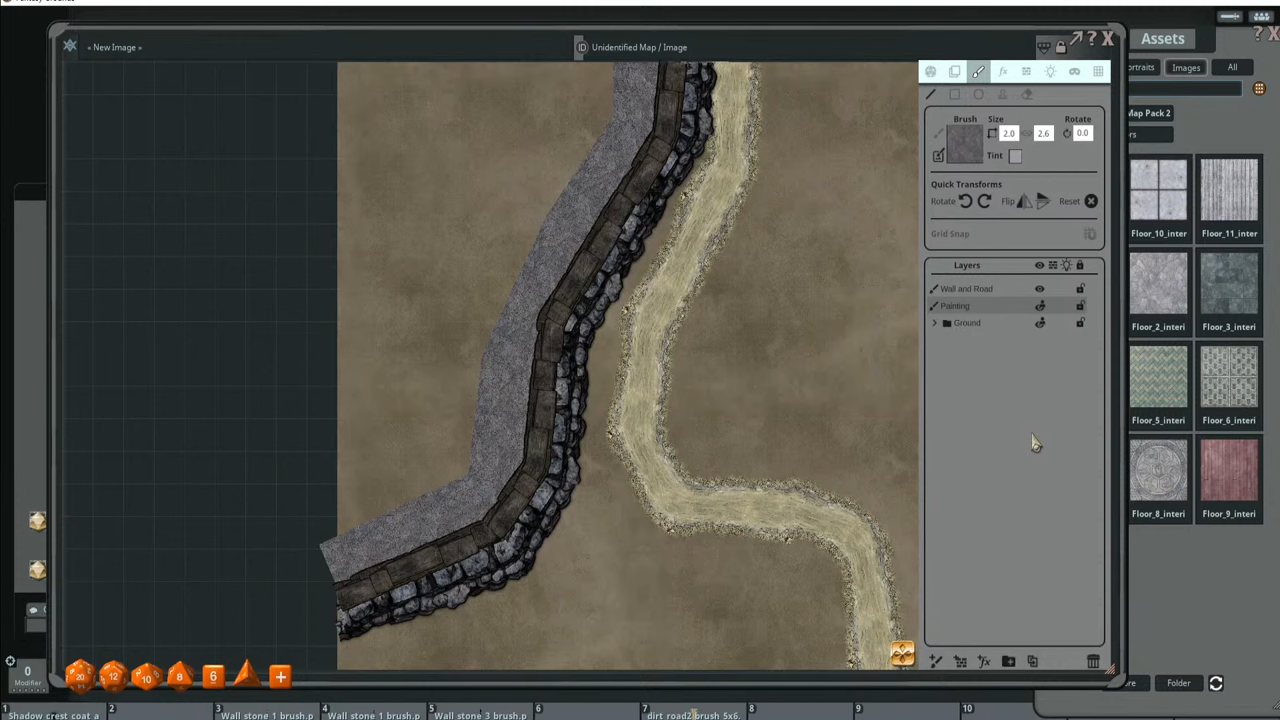 « New Image »
ID Unidentified Map / Image
Assets
ortraits Images All
Map Pack 2
rs
Brush Size Rotate
2.0 2.6 0.0
Tint
Quick Transforms
Rotate Flip Reset
Grid Snap
Layers
Wall and Road
Painting
Ground
Floor_10_inter Floor_11_inter
Floor_2_interi Floor_3_interi
Floor_5_interi Floor_6_interi
Floor_8_interi Floor_9_interi
20 12 10 8 6
0
Modifier
Folder
1 2 3 4 5 6 7 8 9 10
Shadow crest coat a Wall stone 1 brush.p Wall stone 1 brush.p Wall stone 3 brush.p dirt road2 brush 5x6.